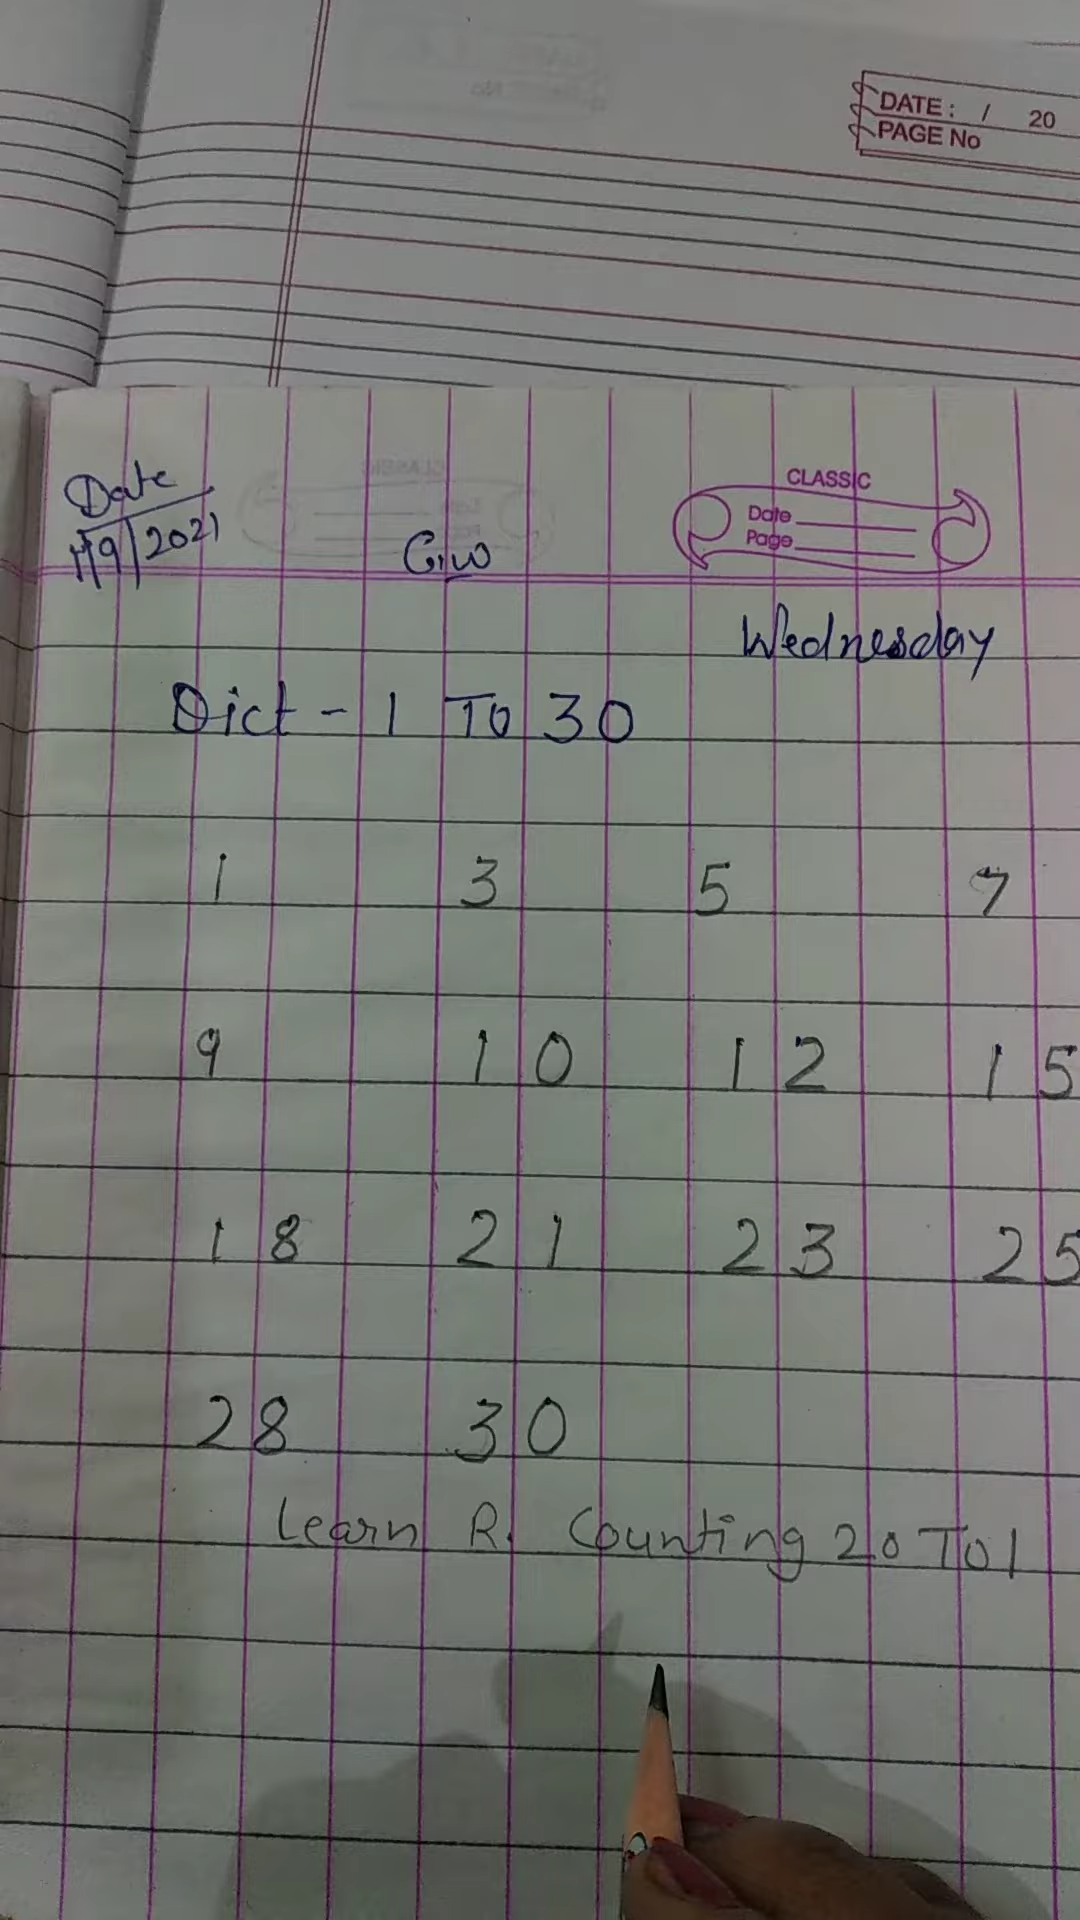 DATE : / 20
PAGE No
CLASSIC
Date
Page
Date
1/9/2021
C.w
Wednesday
Dict - 1 To 30
1 3 5 7
9 10 12 15
18 21 23 25
28 30
Learn R. Counting 20 To 1